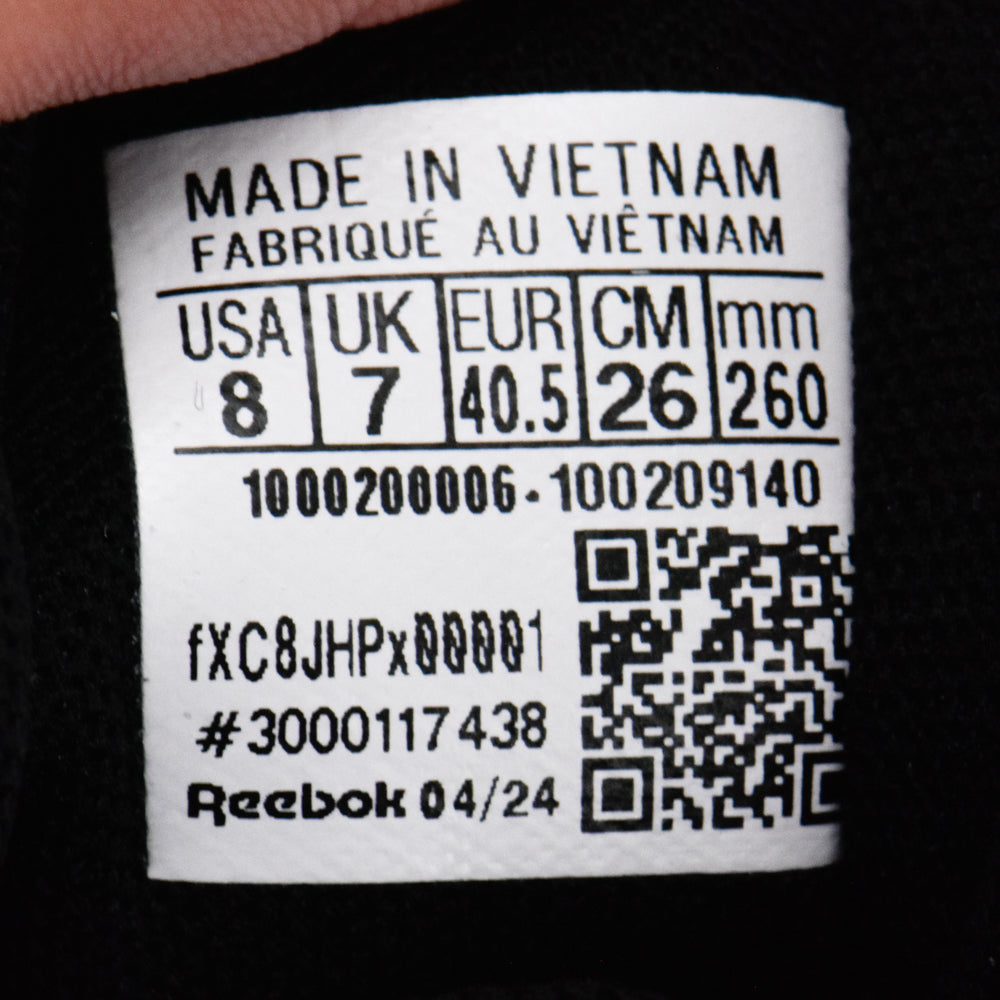 MADE IN VIETNAM
FABRIQUÉ AU VIÊTNAM
USA UK EUR CM mm
8 7 40.5 26 260
1000200006-100209140
fXC8JHPx00001
#3000117438
Reebok 04/24